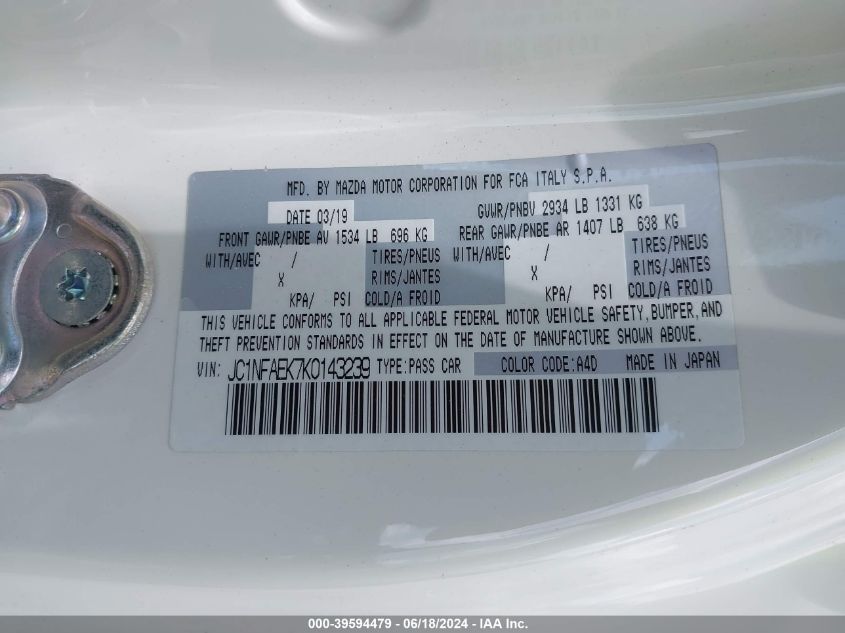 MFD. BY MAZDA MOTOR CORPORATION FOR FCA ITALY S.P.A.
DATE 03/19 GVWR/PNBV 2934 LB 1331 KG
FRONT GAWR/PNBE AV 1534 LB 696 KG REAR GAWR/PNBE AR 1407 LB 638 KG
WITH/AVEC / TIRES/PNEUS WITH/AVEC / TIRES/PNEUS
X RIMS/JANTES X RIMS/JANTES
KPA/ PSI COLD/A FROID KPA/ PSI COLD/A FROID
THIS VEHICLE CONFORMS TO ALL APPLICABLE FEDERAL MOTOR VEHICLE SAFETY, BUMPER, AND
THEFT PREVENTION STANDARDS IN EFFECT ON THE DATE OF MANUFACTURE SHOWN ABOVE.
VIN: JC1NFAEK7K0143239 TYPE: PASS CAR COLOR CODE: A4D MADE IN JAPAN
000-39594479 - 06/18/2024 - IAA Inc.